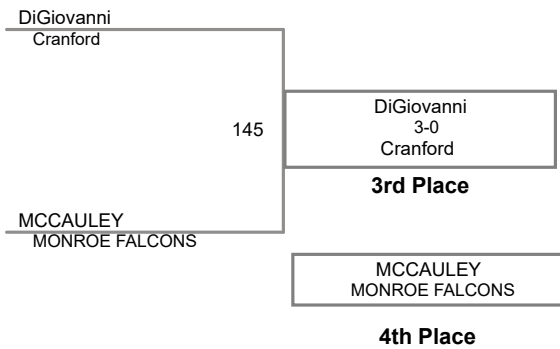 DiGiovanni
Cranford
145
DiGiovanni
3-0
Cranford
3rd Place
MCCAULEY
MONROE FALCONS
MCCAULEY
MONROE FALCONS
4th Place